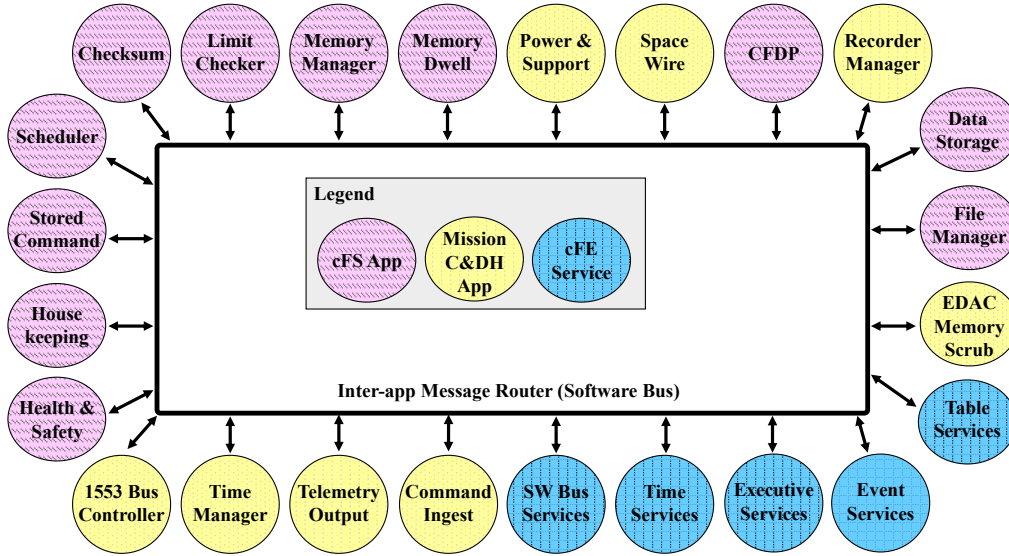 Checksum
Limit
Checker
Memory
Manager
Memory
Dwell
Power &
Support
Space
Wire
CFDP
Recorder
Manager
Scheduler
Data
Storage
Stored
Command
File
Manager
House
keeping
EDAC
Memory
Scrub
Health &
Safety
Table
Services
Legend
cFS App
Mission
C&DH
App
cFE
Service
Inter-app Message Router (Software Bus)
1553 Bus
Controller
Time
Manager
Telemetry
Output
Command
Ingest
SW Bus
Services
Time
Services
Executive
Services
Event
Services